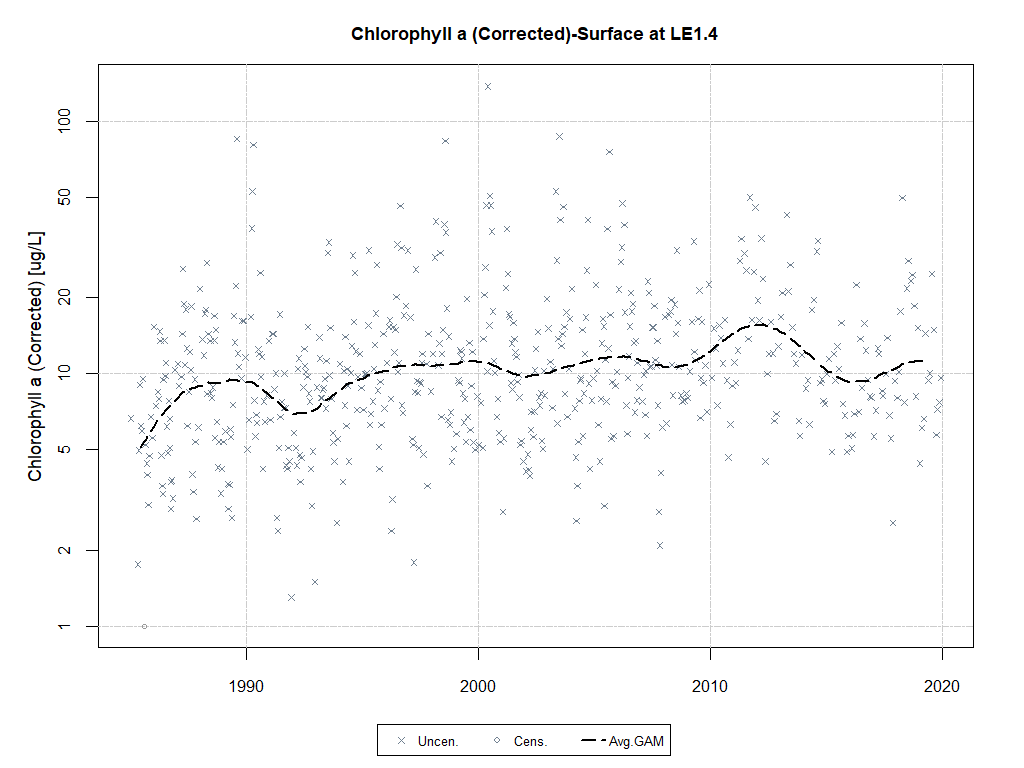 Chlorophyll a (Corrected)-Surface at LE1.4
Chlorophyll a (Corrected) [ug/L]
100
50
20
10
5
2
1
1990 2000 2010 2020
Uncen. Cens. Avg.GAM